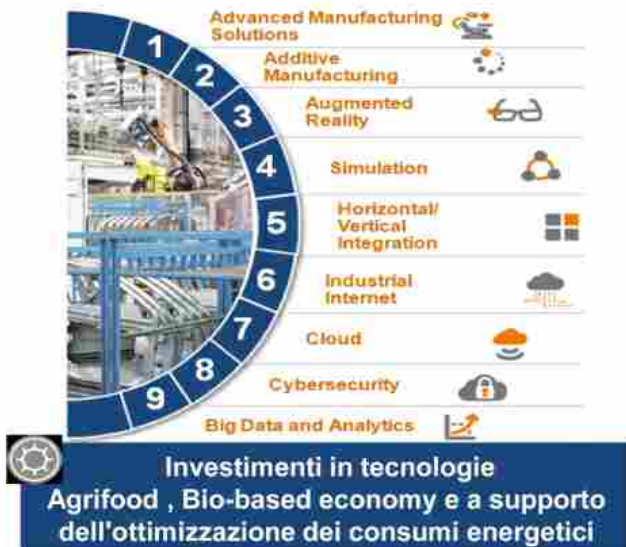 Advanced Manufacturing
Solutions
1
Additive
Manufacturing
2
Augmented
Reality
3
Simulation
4
Horizontal/
Vertical
Integration
5
Industrial
Internet
6
Cloud
7
Cybersecurity
8
Big Data and Analytics
9
Investimenti in tecnologie
Agrifood , Bio-based economy e a supporto
dell'ottimizzazione dei consumi energetici